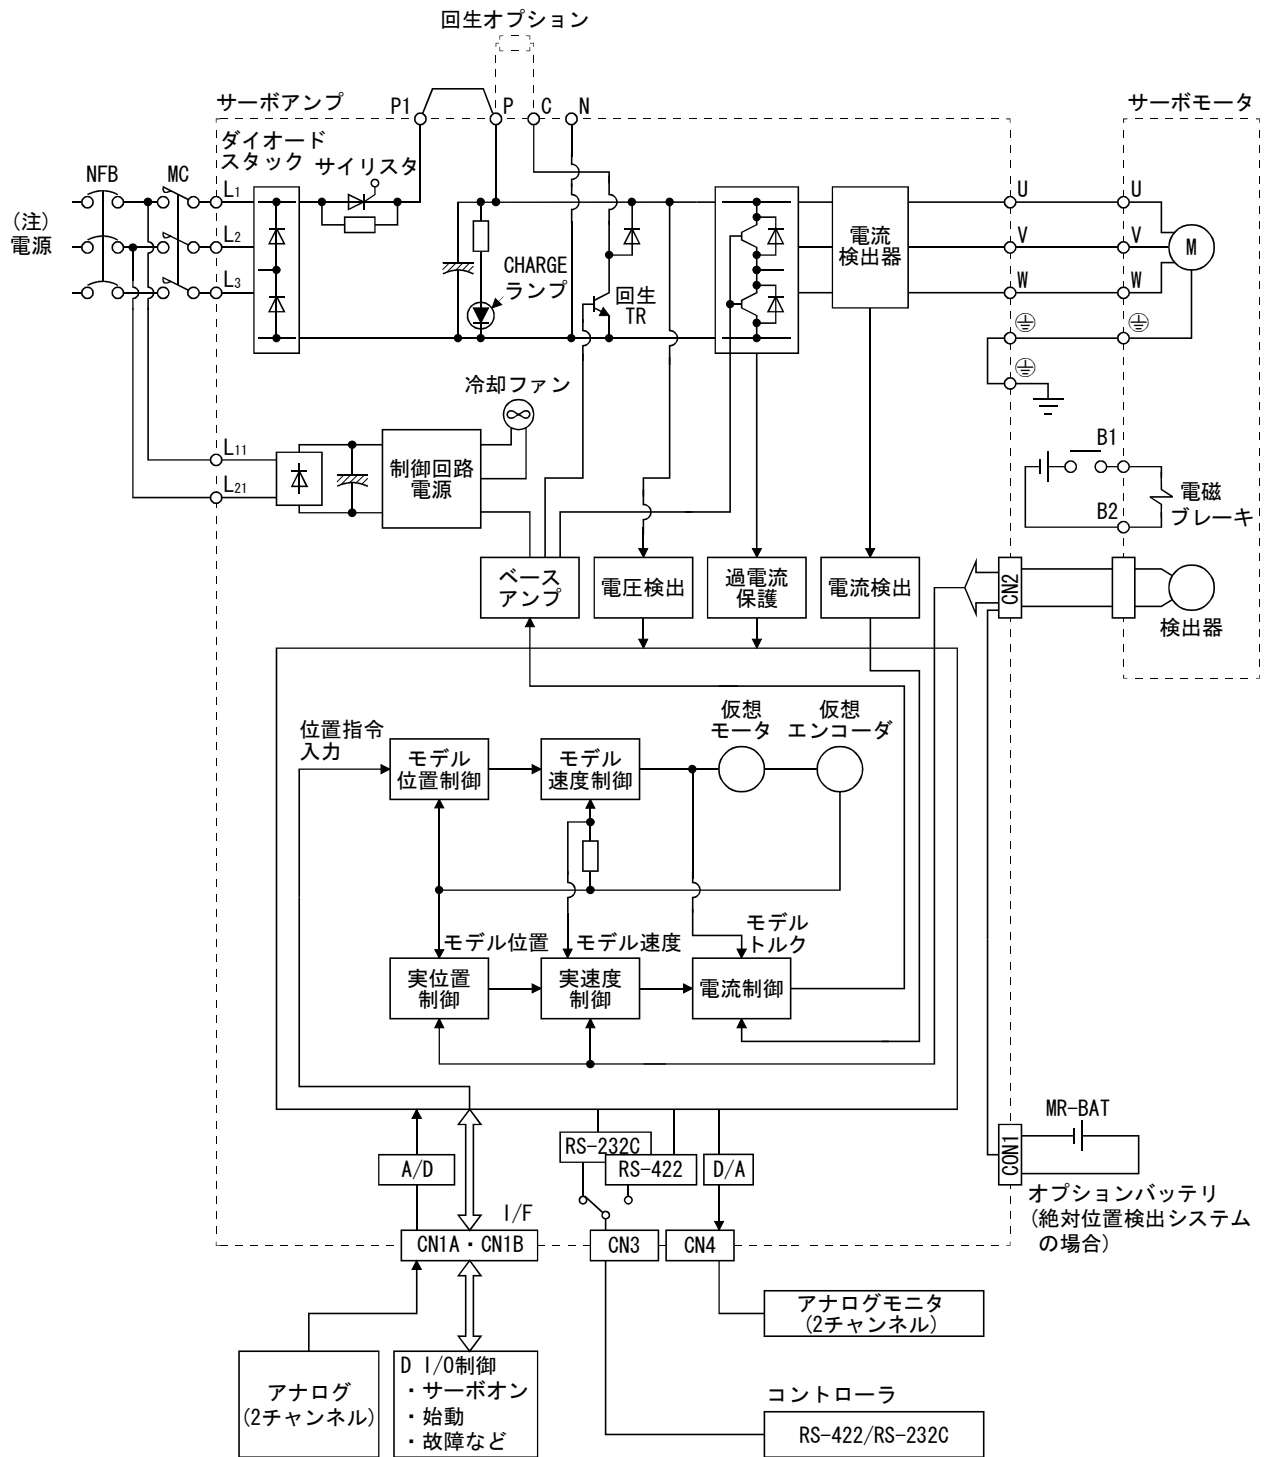 回生オプション
サーボアンプ
P1
P
C
N
サーボモータ
ダイオード
スタック
サイリスタ
NFB
MC
L1
L2
L3
(注)
電源
CHARGE
ランプ
回生
TR
電流
検出器
U
V
W
U
V
W
M
冷却ファン
L11
L21
制御回路
電源
B1
B2
電磁
ブレーキ
ベース
アンプ
電圧検出
過電流
保護
電流検出
CN2
検出器
位置指令
入力
モデル
位置制御
モデル
速度制御
仮想
モータ
仮想
エンコーダ
モデル位置
モデル速度
モデル
トルク
実位置
制御
実速度
制御
電流制御
MR-BAT
CON1
オプションバッテリ
(絶対位置検出システム
の場合)
A/D
RS-232C
RS-422
D/A
I/F
CN1A・CN1B
CN3
CN4
アナログモニタ
(2チャンネル)
アナログ
(2チャンネル)
D I/O制御
・サーボオン
・始動
・故障など
コントローラ
RS-422/RS-232C